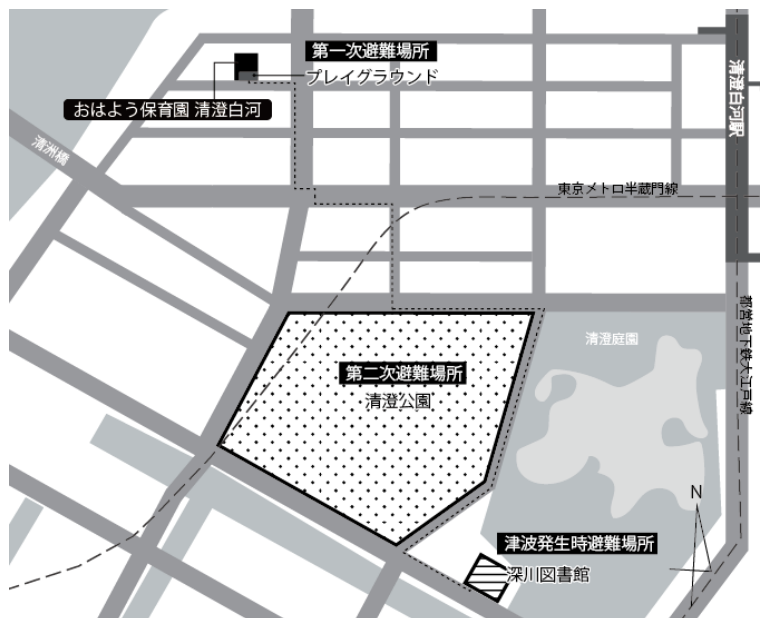 第一次避難場所
プレイグラウンド
おはよう保育園 清澄白河
清洲橋
清澄白河駅
東京メトロ半蔵門線
都営地下鉄大江戸線
清澄庭園
第二次避難場所
清澄公園
N
津波発生時避難場所
深川図書館